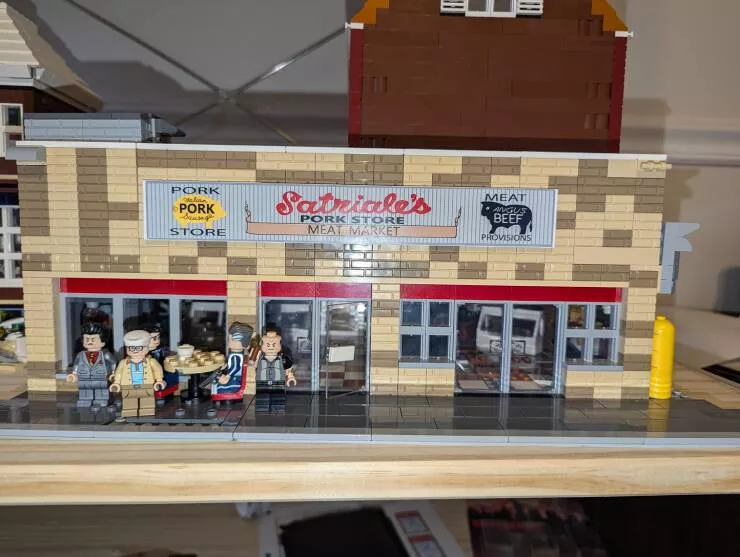 PORK
Italian
PORK
Sausage
STORE
Satriale's
PORK STORE
MEAT MARKET
MEAT
ANGUS
BEEF
PROVISIONS